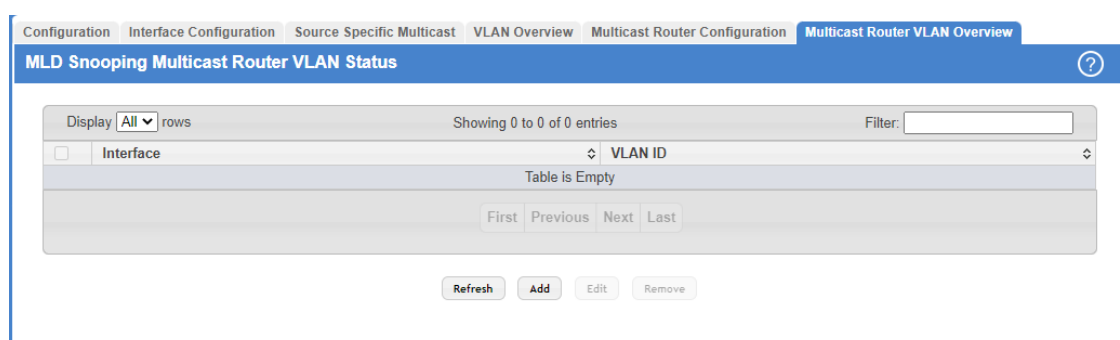 Configuration Interface Configuration Source Specific Multicast VLAN Overview Multicast Router Configuration Multicast Router VLAN Overview
MLD Snooping Multicast Router VLAN Status ?
Display All rows Showing 0 to 0 of 0 entries Filter:
Interface VLAN ID
Table is Empty
First Previous Next Last
Refresh Add Edit Remove